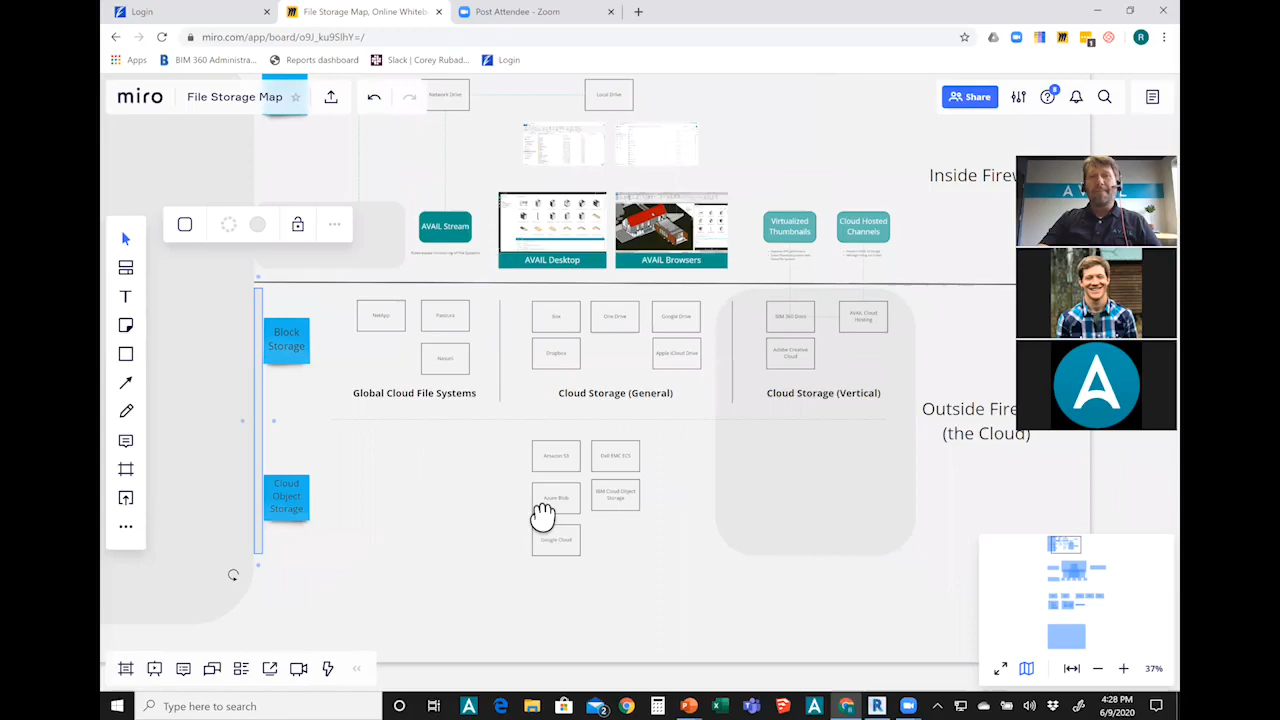 Login
File Storage Map, Online Whiteb
Post Attendee - Zoom
miro.com/app/board/o9J_ku9SlhY=/
Apps
BIM 360 Administra...
Reports dashboard
Slack | Corey Rubad...
Login
miro
File Storage Map
Share
8
Network Drive
Local Drive
Inside Firew
AVAIL Stream
AVAIL Desktop
AVAIL Browsers
Virtualized
Thumbnails
Cloud Hosted
Channels
Block
Storage
NetApp
Panzura
Nasuni
Global Cloud File Systems
Box
One Drive
Google Drive
Dropbox
Apple iCloud Drive
Cloud Storage (General)
BIM 360 Docs
AVAIL Cloud
Hosting
Adobe Creative
Cloud
Cloud Storage (Vertical)
Outside Fire
(the Cloud)
Cloud
Object
Storage
Amazon S3
Dell EMC ECS
Azure Blob
IBM Cloud Object
Storage
Google Cloud
37%
Type here to search
4:28 PM
6/9/2020